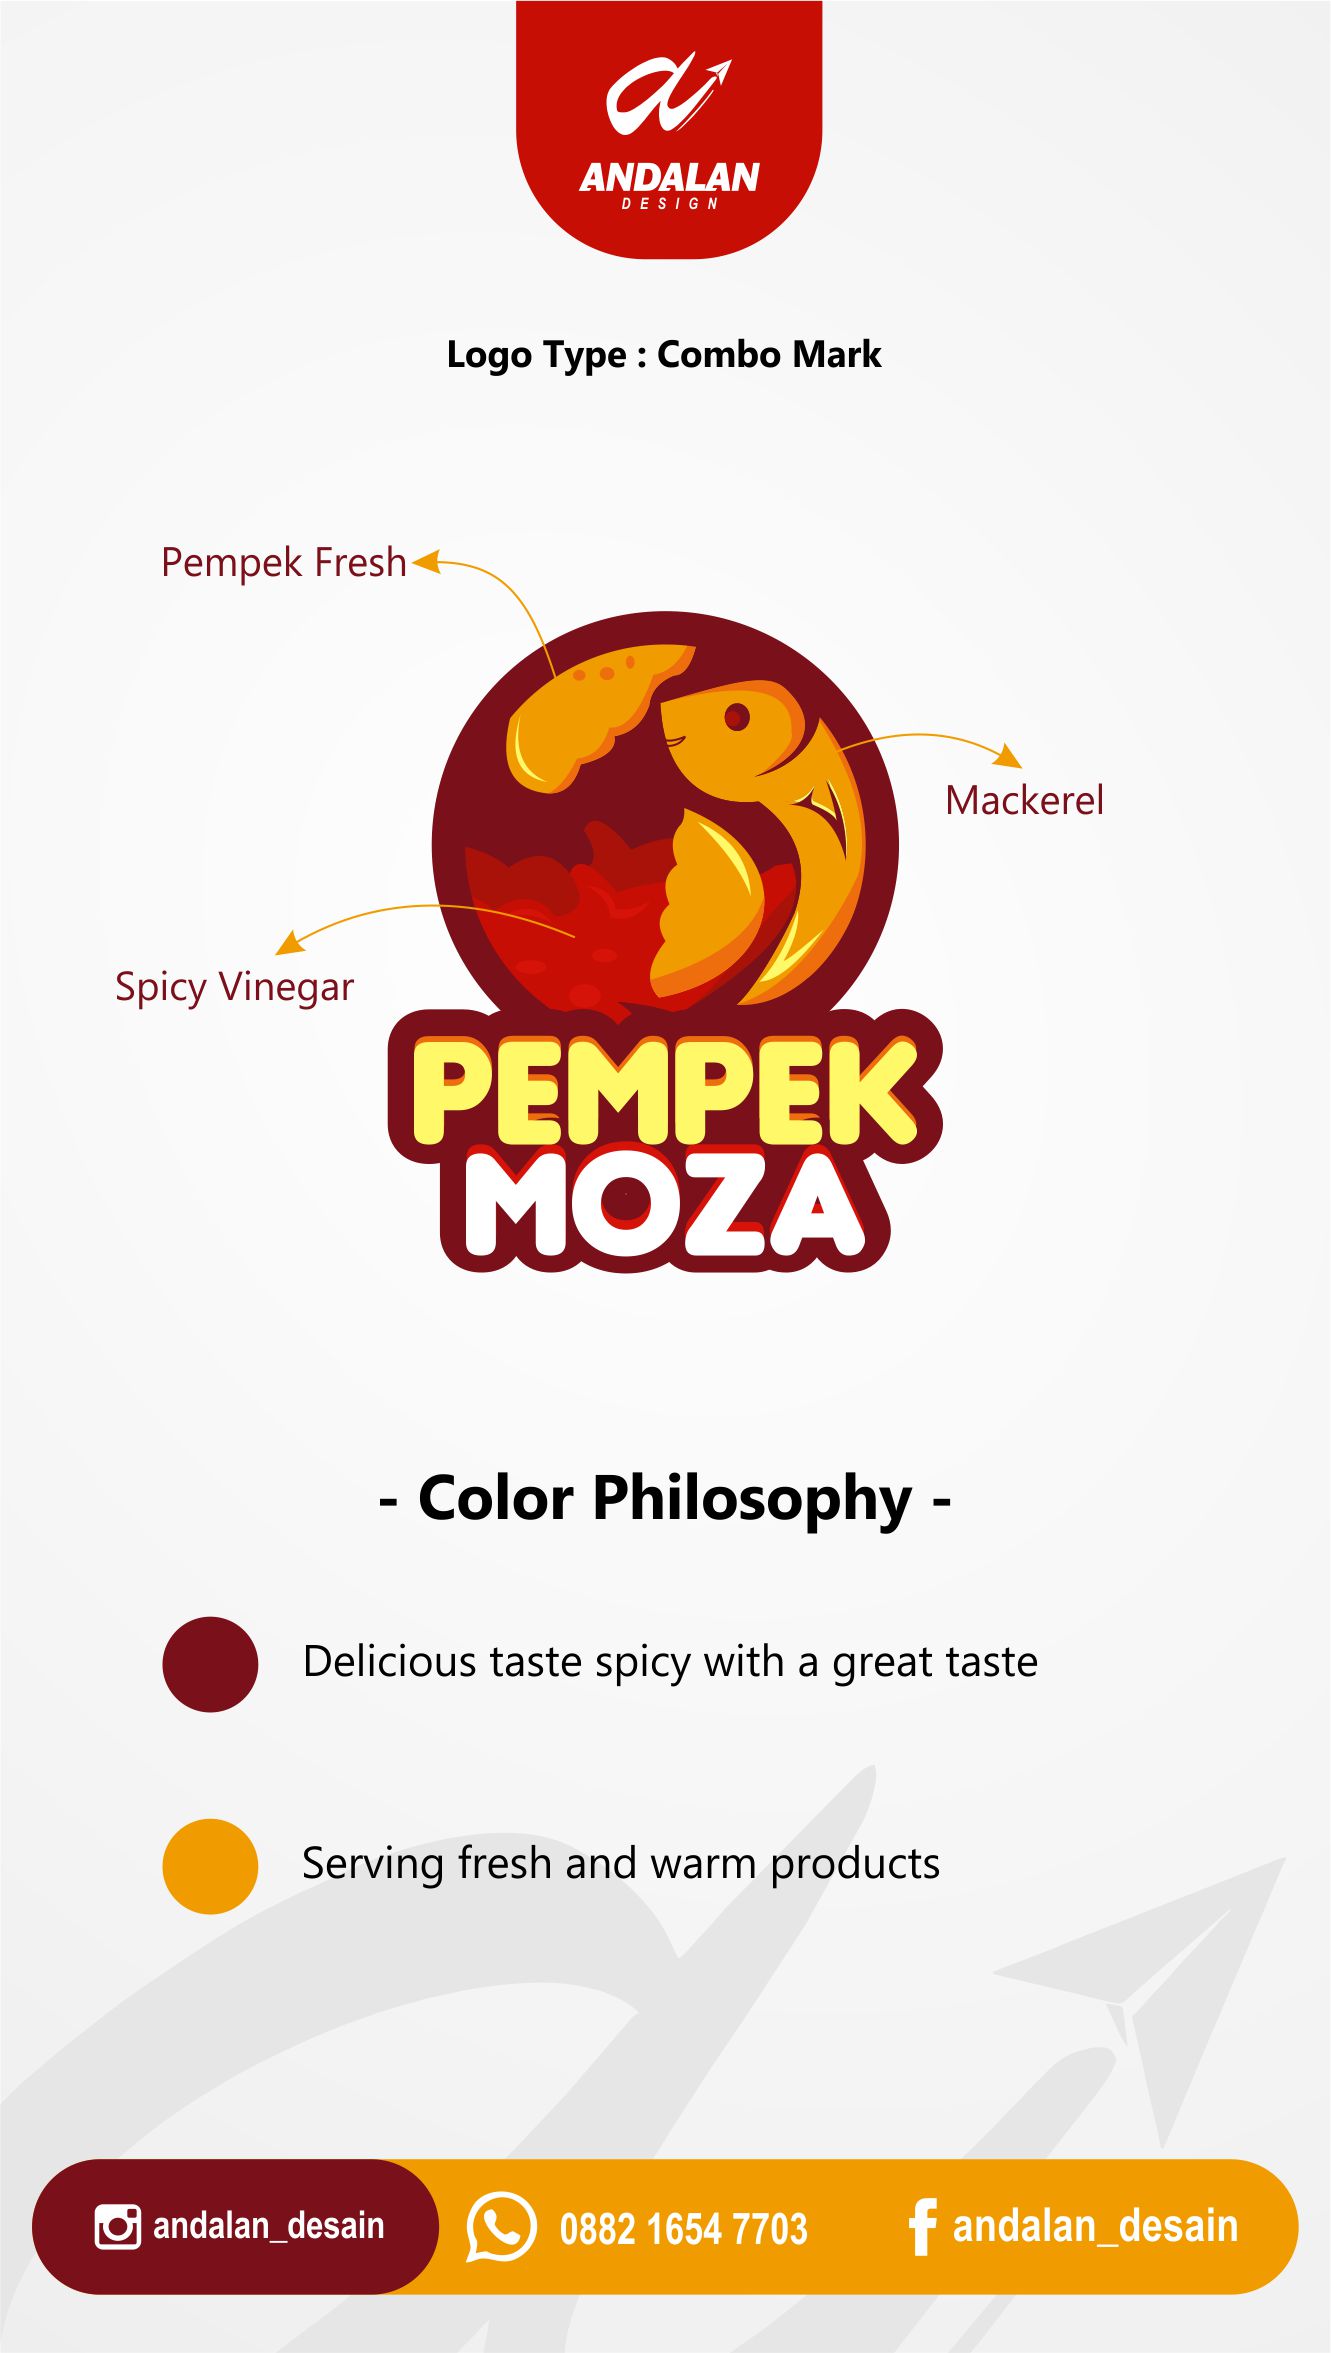 ANDALAN
DESIGN
Logo Type : Combo Mark
Pempek Fresh
Mackerel
Spicy Vinegar
PEMPEK
MOZA
- Color Philosophy -
Delicious taste spicy with a great taste
Serving fresh and warm products
andalan_desain
0882 1654 7703
andalan_desain